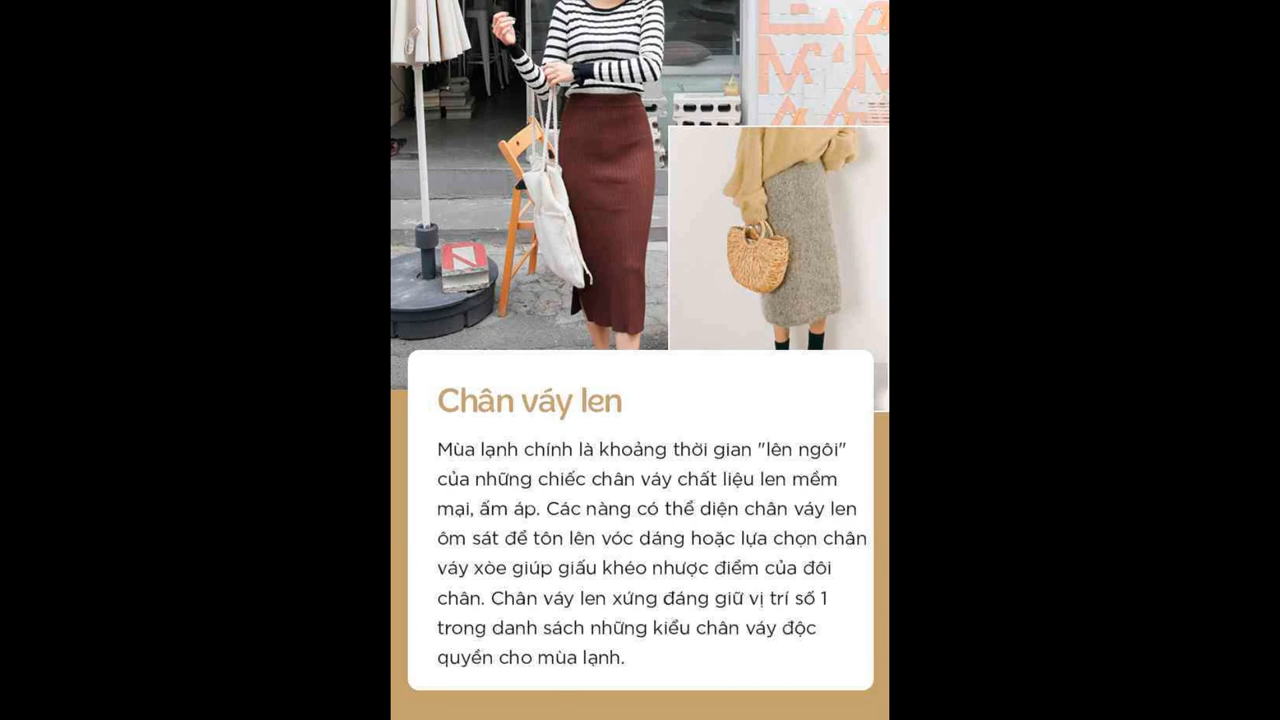 Chân váy len
Mùa lạnh chính là khoảng thời gian "lên ngôi"
của những chiếc chân váy chất liệu len mềm
mại, ấm áp. Các nàng có thể diện chân váy len
ôm sát để tôn lên vóc dáng hoặc lựa chọn chân
váy xòe giúp giấu khéo nhược điểm của đôi
chân. Chân váy len xứng đáng giữ vị trí số 1
trong danh sách những kiểu chân váy độc
quyền cho mùa lạnh.